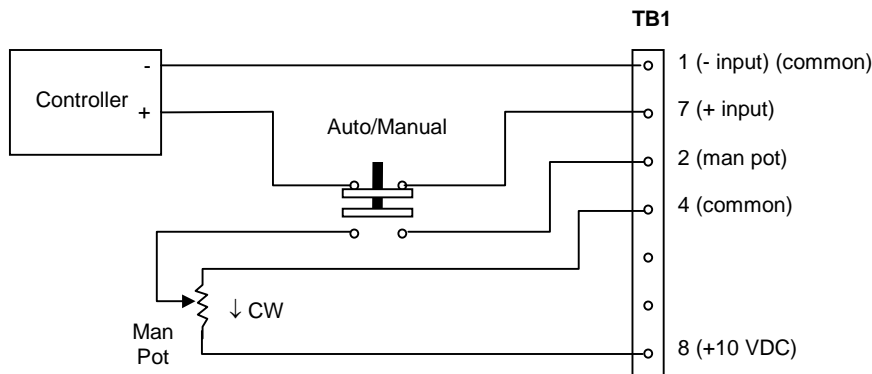 TB1
1 (- input) (common)
-
Controller
+
7 (+ input)
Auto/Manual
2 (man pot)
4 (common)
↓ CW
Man
Pot
8 (+10 VDC)